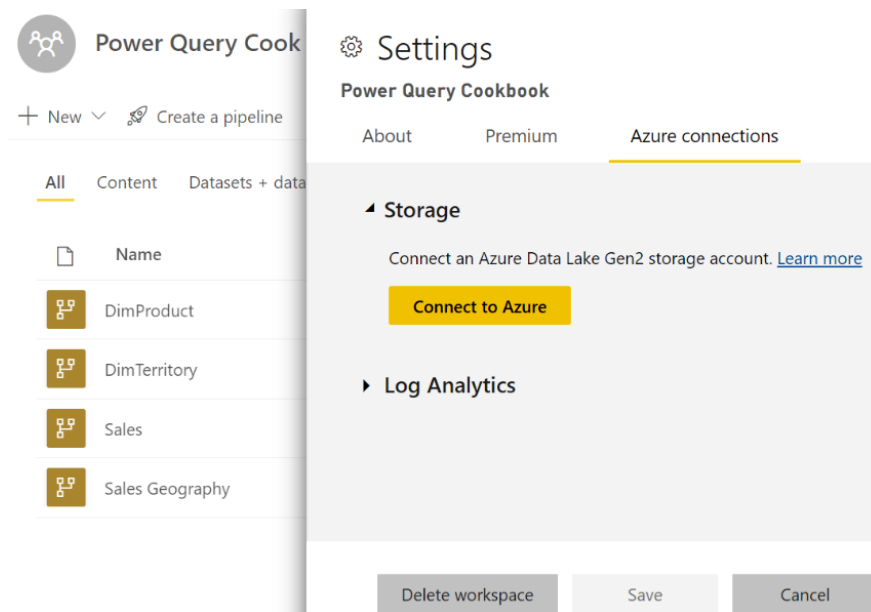 Power Query Cook
New
Create a pipeline
All
Content
Datasets + data
Name
DimProduct
DimTerritory
Sales
Sales Geography
Settings
Power Query Cookbook
About
Premium
Azure connections
Storage
Connect an Azure Data Lake Gen2 storage account. Learn more
Connect to Azure
Log Analytics
Delete workspace
Save
Cancel